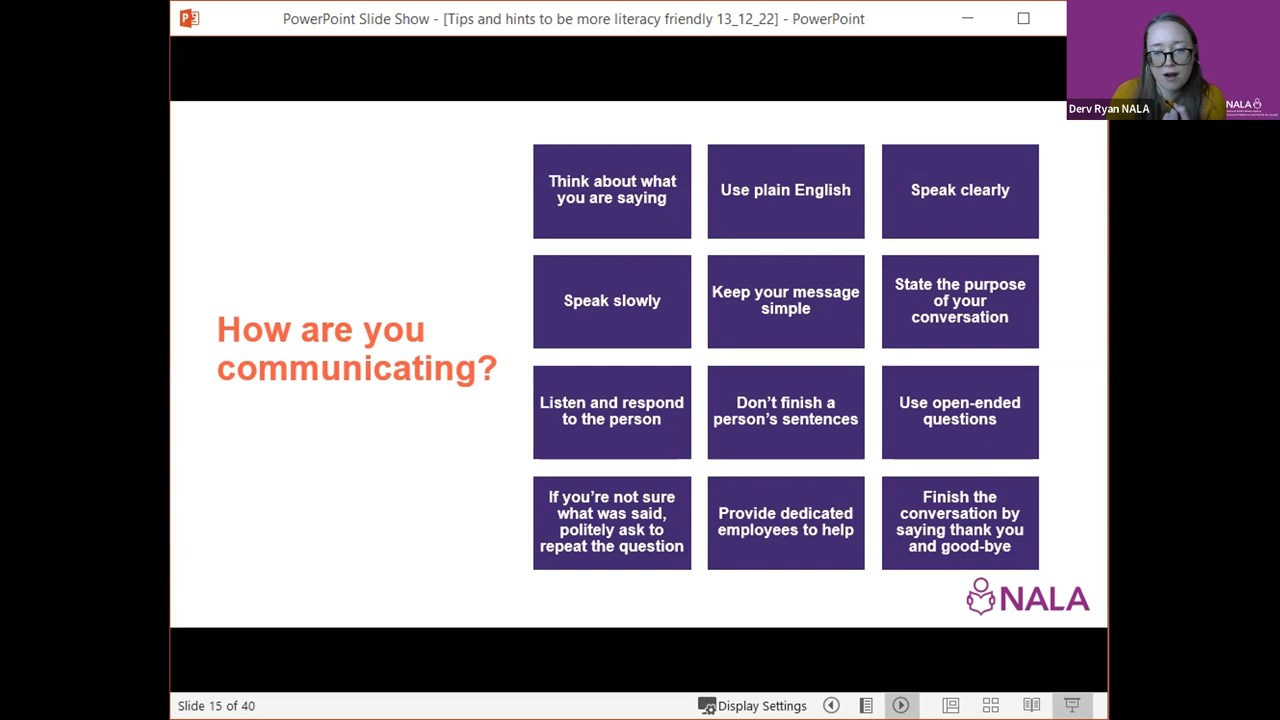 PowerPoint Slide Show - [Tips and hints to be more literacy friendly 13_12_22] - PowerPoint
Derv Ryan NALA
NALA
How are you
communicating?
Think about what
you are saying
Use plain English
Speak clearly
Speak slowly
Keep your message
simple
State the purpose
of your
conversation
Listen and respond
to the person
Don't finish a
person's sentences
Use open-ended
questions
If you're not sure
what was said,
politely ask to
repeat the question
Provide dedicated
employees to help
Finish the
conversation by
saying thank you
and good-bye
NALA
Slide 15 of 40
Display Settings